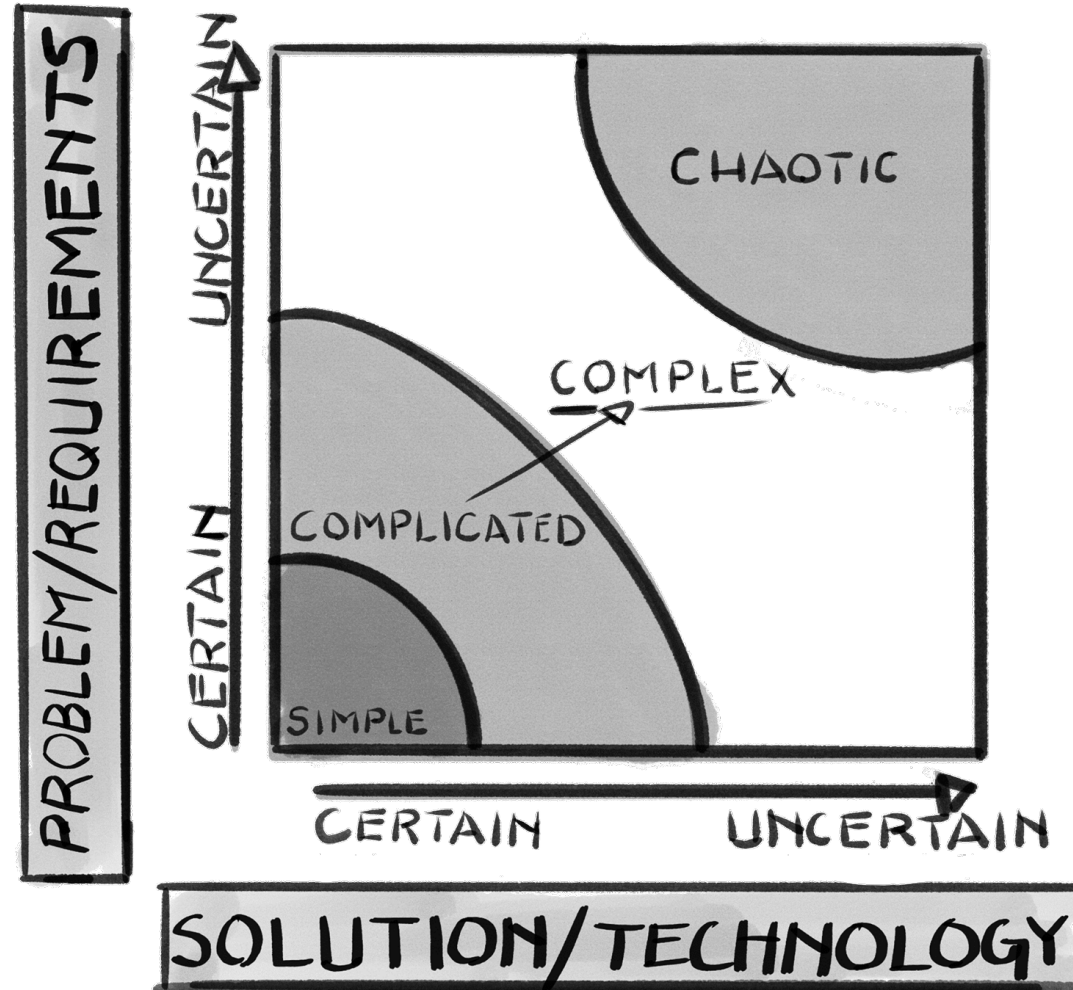 PROBLEM/REQUIREMENTS
UNCERTAIN
CERTAIN
CHAOTIC
COMPLEX
COMPLICATED
SIMPLE
CERTAIN
UNCERTAIN
SOLUTION/TECHNOLOGY